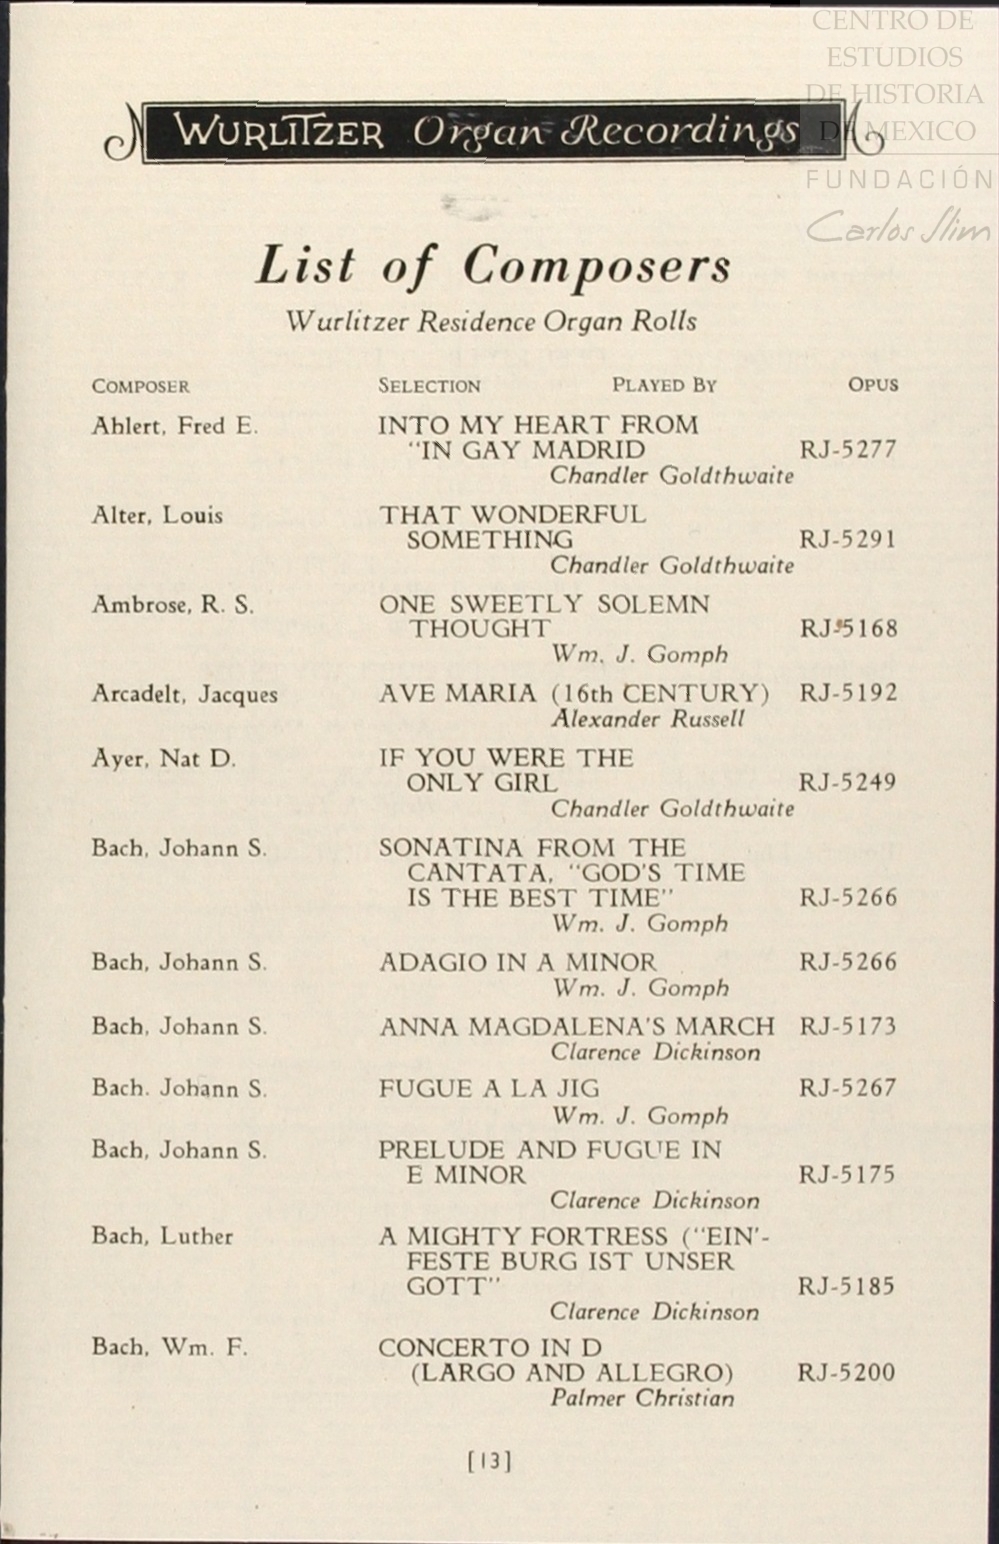 CENTRO DE
ESTUDIOS
DE HISTORIA
DE MEXICO
FUNDACIÓN
Carlos Slim
WURLITZER Organ Recordings
List of Composers
Wurlitzer Residence Organ Rolls
COMPOSER SELECTION PLAYED BY OPUS
Ahlert, Fred E. INTO MY HEART FROM
"IN GAY MADRID RJ-5277
Chandler Goldthwaite
Alter, Louis THAT WONDERFUL
SOMETHING RJ-5291
Chandler Goldthwaite
Ambrose, R. S. ONE SWEETLY SOLEMN
THOUGHT RJ-5168
Wm. J. Gomph
Arcadelt, Jacques AVE MARIA (16th CENTURY) RJ-5192
Alexander Russell
Ayer, Nat D. IF YOU WERE THE
ONLY GIRL RJ-5249
Chandler Goldthwaite
Bach, Johann S. SONATINA FROM THE
CANTATA, "GOD'S TIME
IS THE BEST TIME" RJ-5266
Wm. J. Gomph
Bach, Johann S. ADAGIO IN A MINOR RJ-5266
Wm. J. Gomph
Bach, Johann S. ANNA MAGDALENA'S MARCH RJ-5173
Clarence Dickinson
Bach. Johann S. FUGUE A LA JIG RJ-5267
Wm. J. Gomph
Bach, Johann S. PRELUDE AND FUGUE IN
E MINOR RJ-5175
Clarence Dickinson
Bach, Luther A MIGHTY FORTRESS ("EIN'-
FESTE BURG IST UNSER
GOTT" RJ-5185
Clarence Dickinson
Bach, Wm. F. CONCERTO IN D
(LARGO AND ALLEGRO) RJ-5200
Palmer Christian
[13]